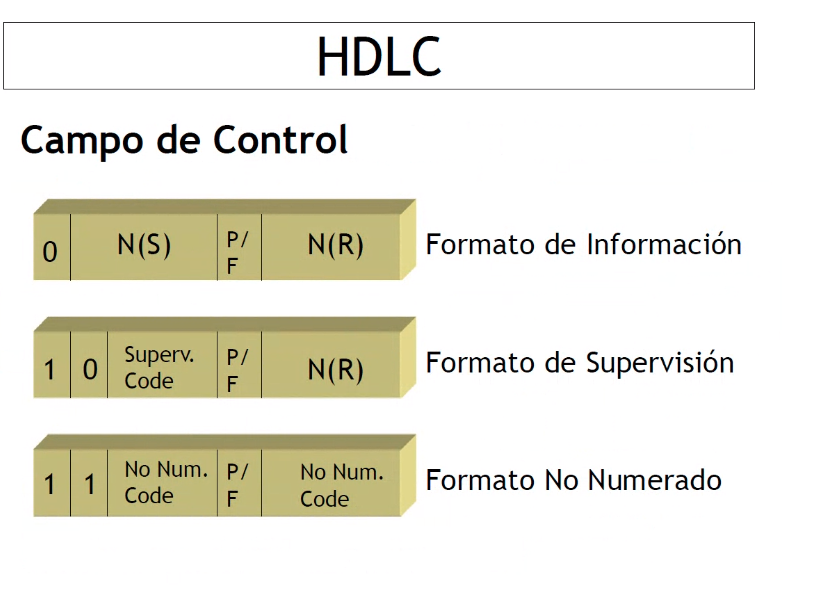 HDLC
Campo de Control
0 N(S) P/ F N(R) Formato de Información
1 0 Superv. Code P/ F N(R) Formato de Supervisión
1 1 No Num. Code P/ F No Num. Code Formato No Numerado